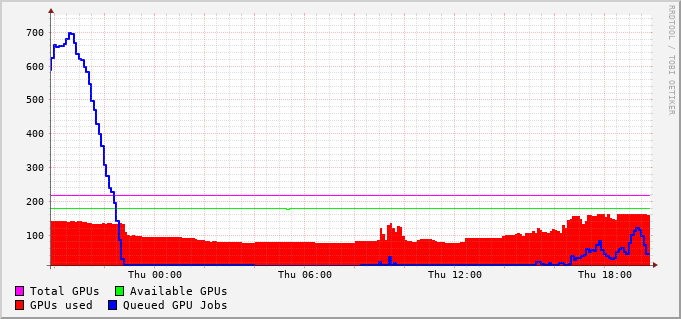 RRDTOOL / TOBI OETIKER
700
600
500
400
300
200
100
Thu 00:00 Thu 06:00 Thu 12:00 Thu 18:00
Total GPUs Available GPUs
GPUs used Queued GPU Jobs